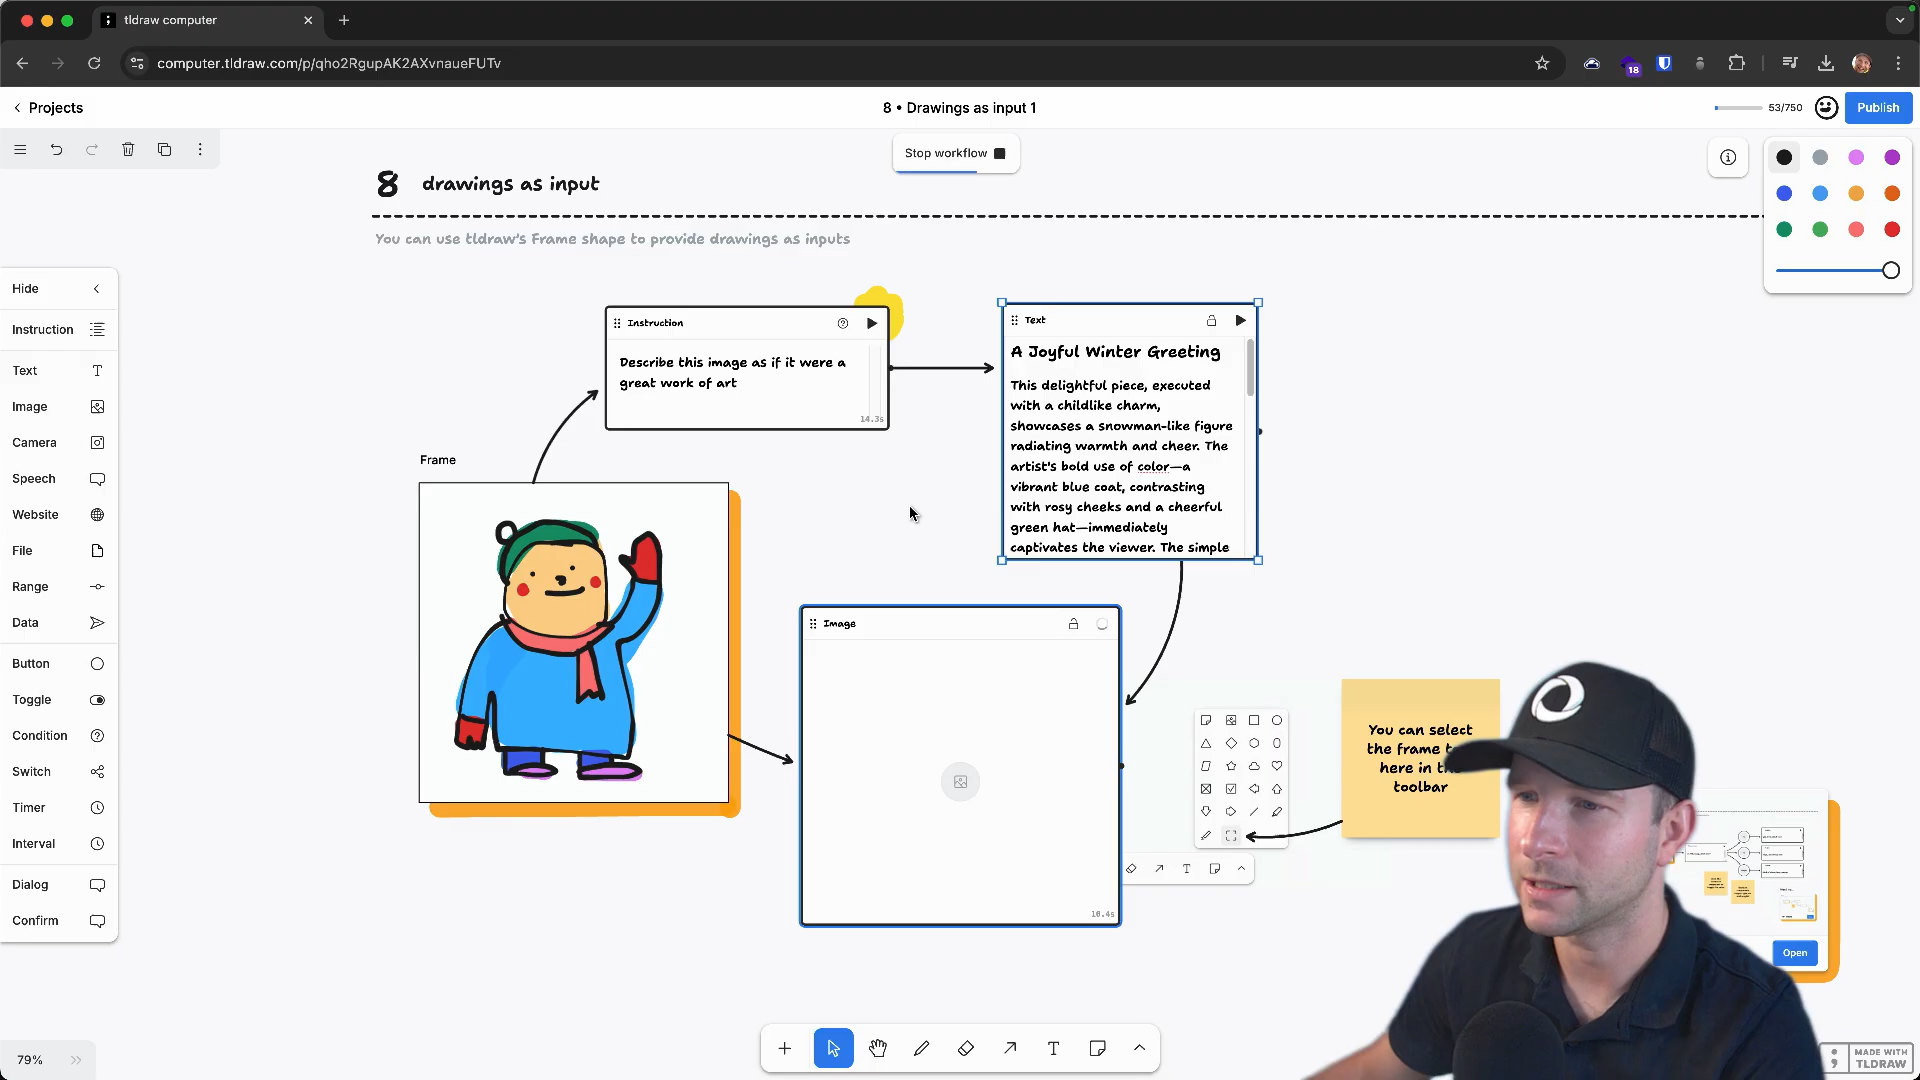 tldraw computer
computer.tldraw.com/p/qho2RgupAK2AXvnaueFUTv
18
Projects
8 • Drawings as input 1
53/750
Publish
Stop workflow
8 drawings as input
You can use tldraw's Frame shape to provide drawings as inputs
Hide
Instruction
Text
Image
Camera
Speech
Website
File
Range
Data
Button
Toggle
Condition
Switch
Timer
Interval
Dialog
Confirm
Instruction
Describe this image as if it were a
great work of art
14.3s
Text
A Joyful Winter Greeting
This delightful piece, executed
with a childlike charm,
showcases a snowman-like figure
radiating warmth and cheer. The
artist's bold use of color—a
vibrant blue coat, contrasting
with rosy cheeks and a cheerful
green hat—immediately
captivates the viewer. The simple
Frame
Image
10.4s
You can select
the frame
here in the
toolbar
Open
79%
MADE WITH
TLDRAW